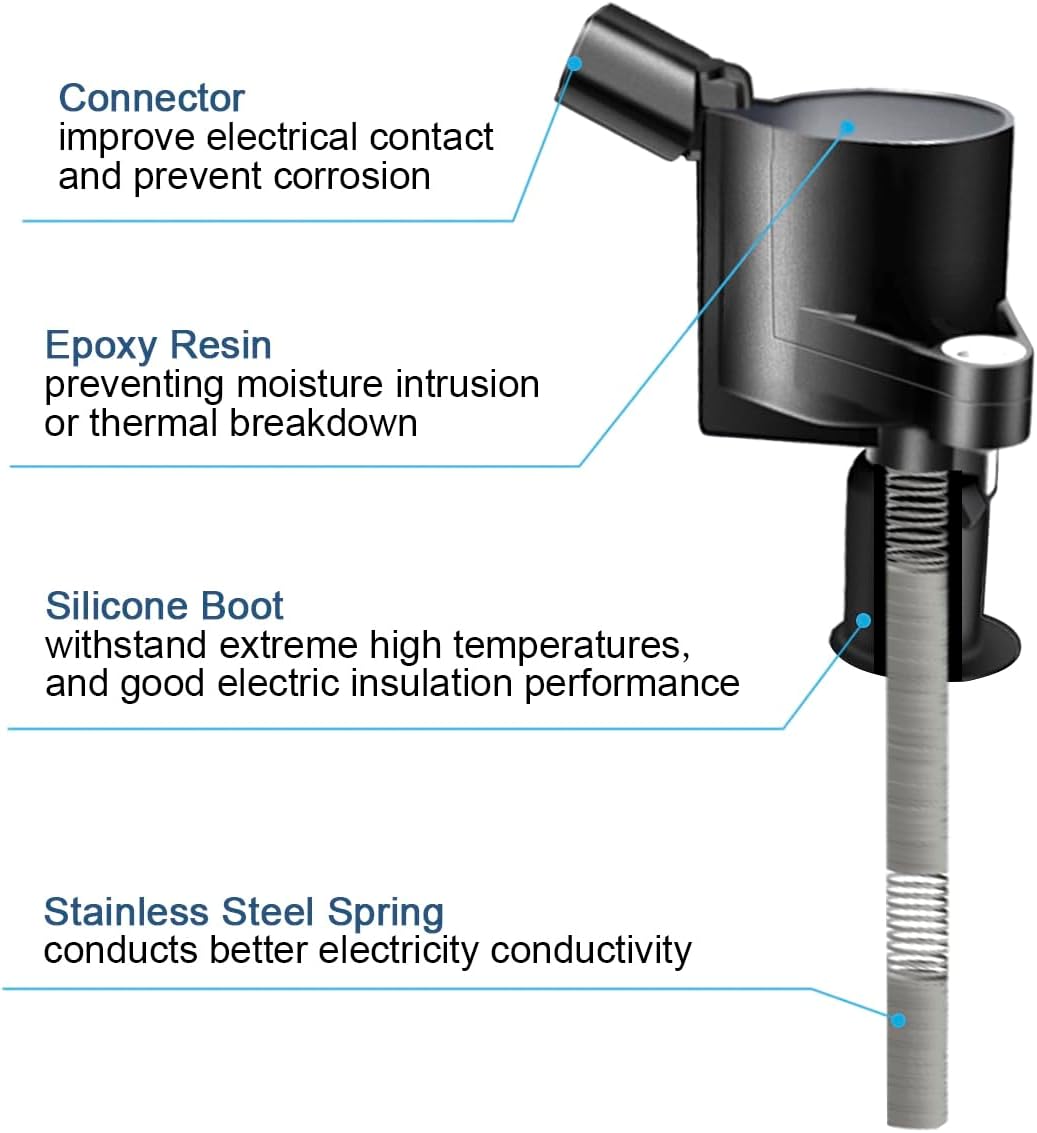 Connector
improve electrical contact
and prevent corrosion
Epoxy Resin
preventing moisture intrusion
or thermal breakdown
Silicone Boot
withstand extreme high temperatures,
and good electric insulation performance
Stainless Steel Spring
conducts better electricity conductivity